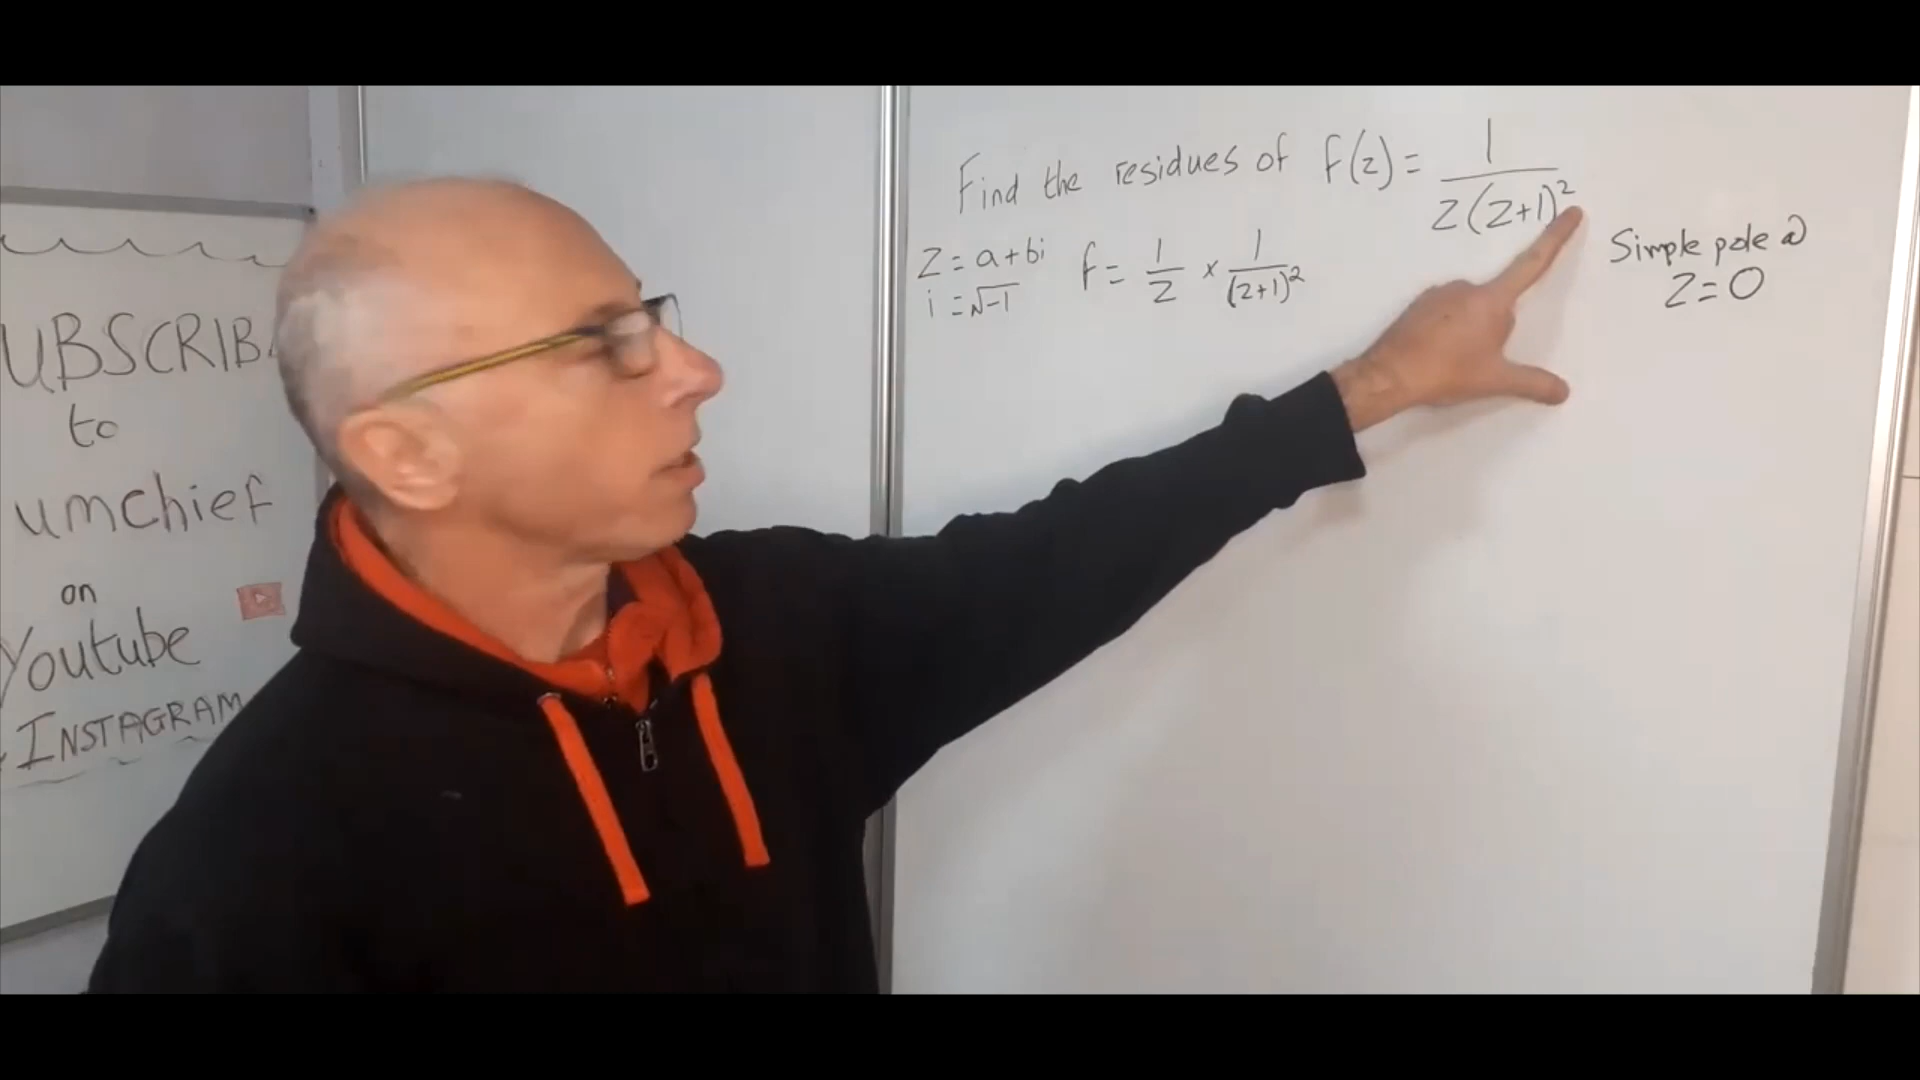 UBSCRIB
to
umchief
on
Youtube
INSTAGRAM
Find the residues of f(z) = 1 / z(z+1)²
z = a+bi
i = √-1
f = 1/z × 1/(z+1)²
Simple pole @
z=0